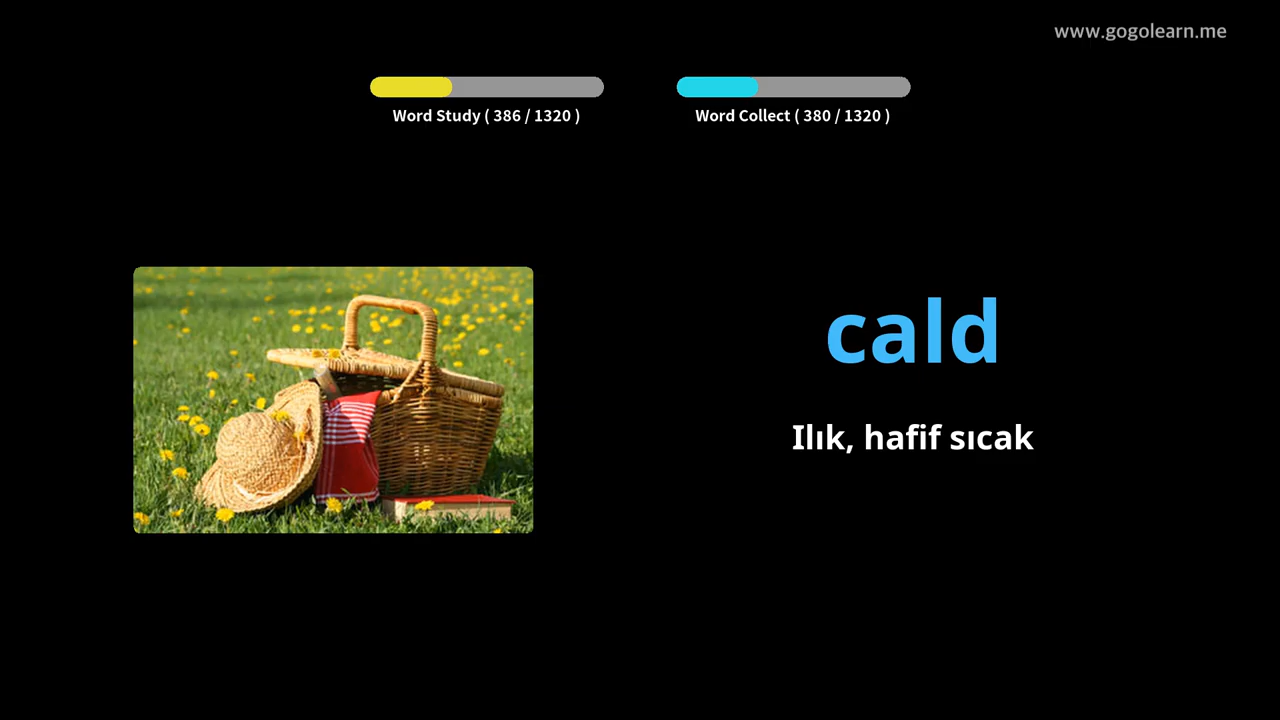 www.gogolearn.me
Word Study ( 386 / 1320 )
Word Collect ( 380 / 1320 )
cald
Ilık, hafif sıcak